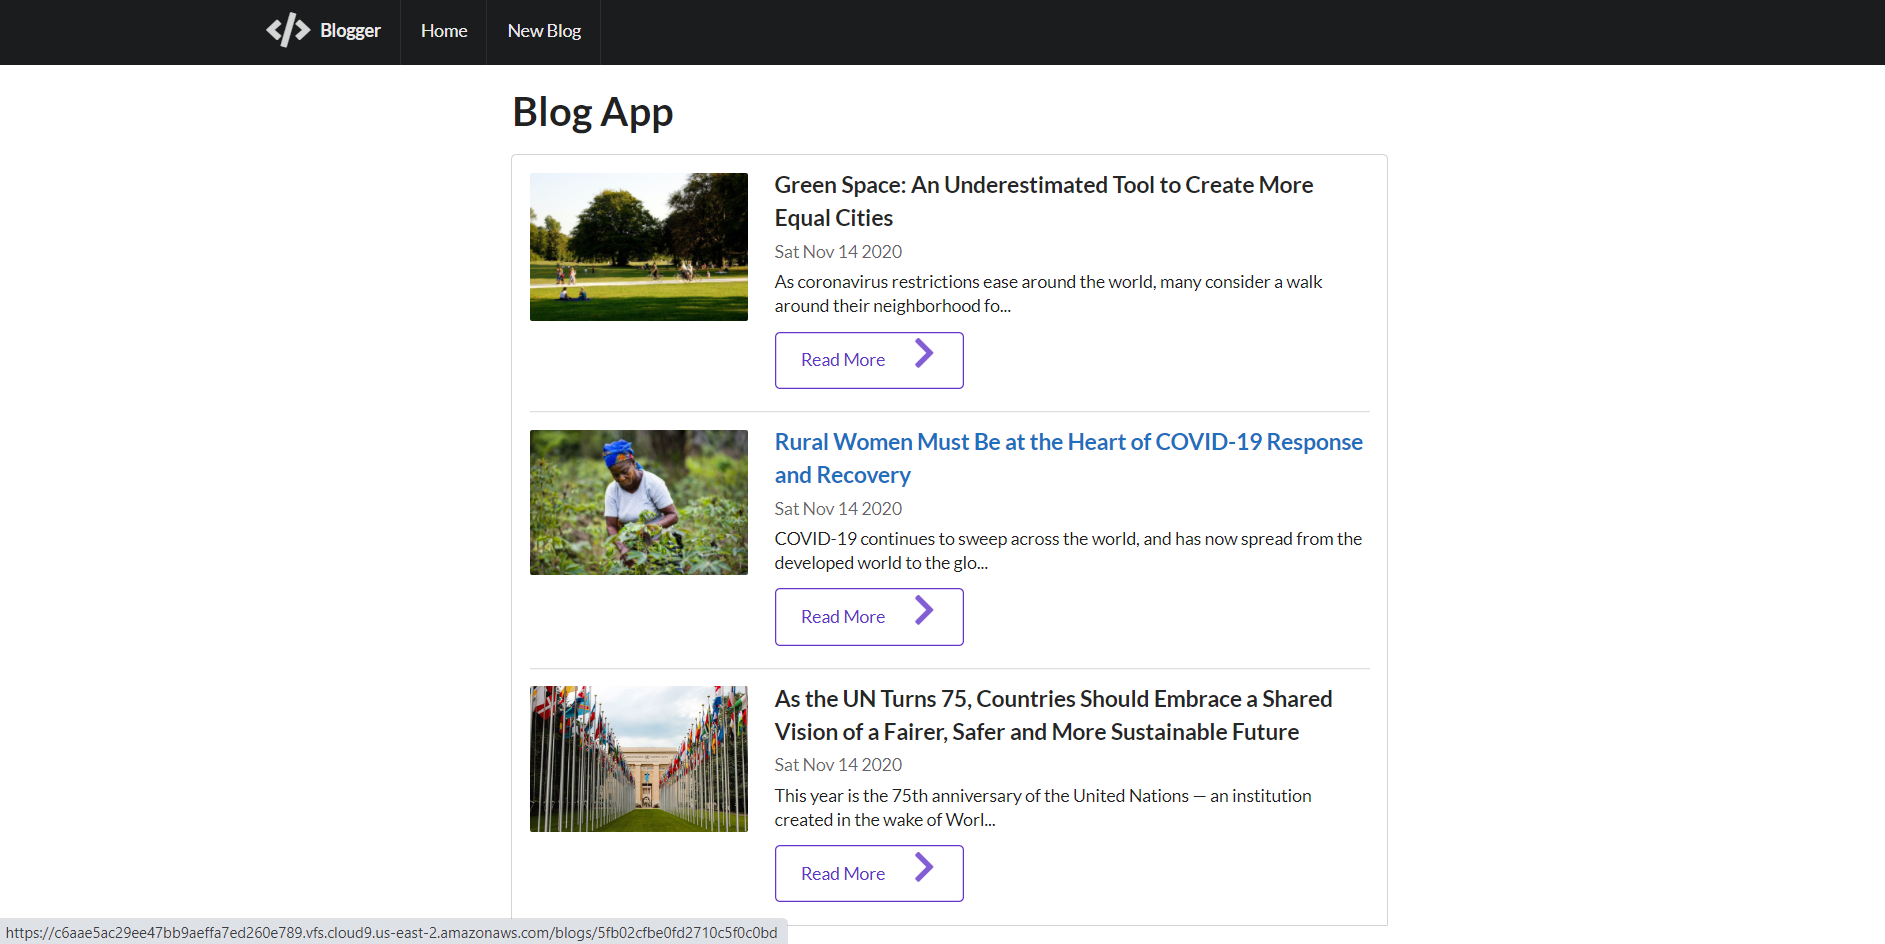 Blogger
Home
New Blog
Blog App
Green Space: An Underestimated Tool to Create More
Equal Cities
Sat Nov 14 2020
As coronavirus restrictions ease around the world, many consider a walk
around their neighborhood fo...
Read More
Rural Women Must Be at the Heart of COVID-19 Response
and Recovery
Sat Nov 14 2020
COVID-19 continues to sweep across the world, and has now spread from the
developed world to the glo...
Read More
As the UN Turns 75, Countries Should Embrace a Shared
Vision of a Fairer, Safer and More Sustainable Future
Sat Nov 14 2020
This year is the 75th anniversary of the United Nations — an institution
created in the wake of Worl...
Read More
https://c6aae5ac29ee47bb9aeffa7ed260e789.vfs.cloud9.us-east-2.amazonaws.com/blogs/5fb02cfbe0fd2710c5f0c0bd